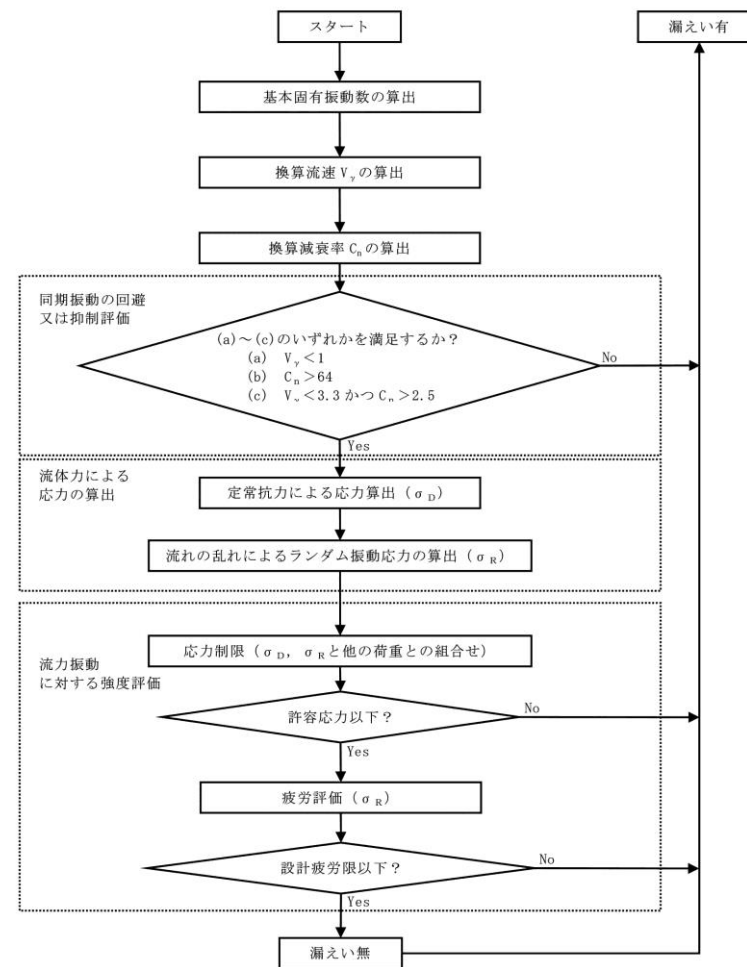 スタート
漏えい有
基本固有振動数の算出
換算流速Vγの算出
換算減衰率Cnの算出
同期振動の回避
又は抑制評価
(a)～(c)のいずれかを満足するか？
(a) Vγ＜1
(b) Cn＞64
(c) Vγ＜3.3かつCn＞2.5
No
Yes
流体力による
応力の算出
定常抗力による応力算出（σD）
流れの乱れによるランダム振動応力の算出（σR）
流力振動
に対する強度評価
応力制限（σD，σRと他の荷重との組合せ）
許容応力以下？
No
Yes
疲労評価（σR）
設計疲労限以下？
No
Yes
漏えい無